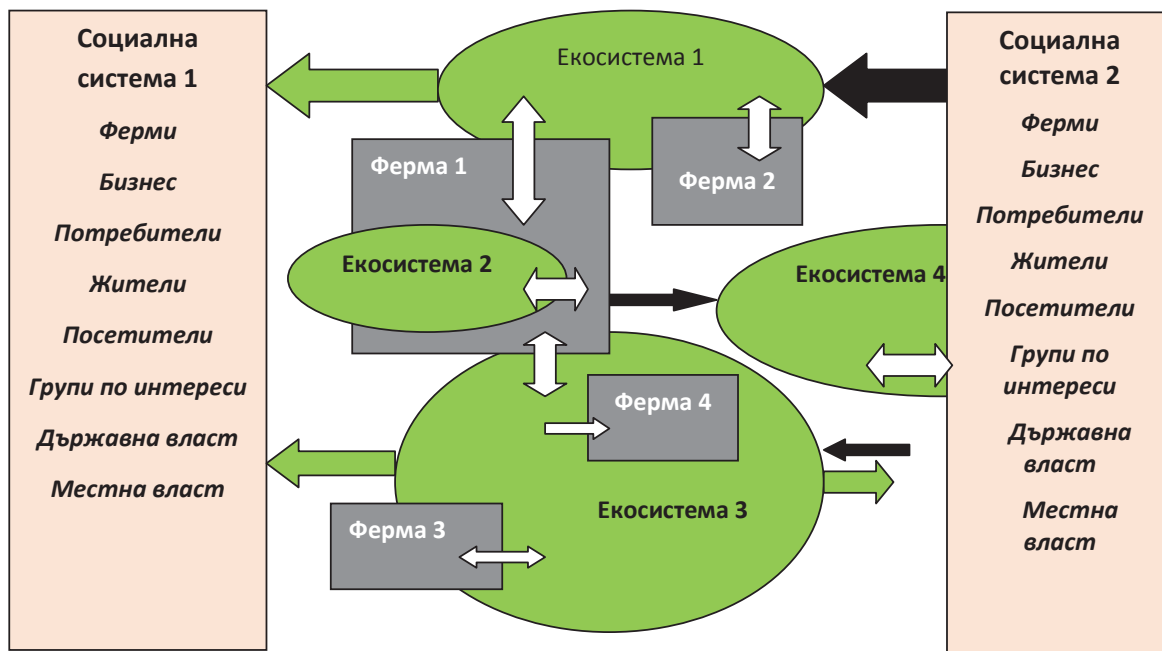 Социална
система 1
Ферми
Бизнес
Потребители
Жители
Посетители
Групи по интереси
Държавна власт
Местна власт
Екосистема 1
Ферма 1
Ферма 2
Екосистема 2
Екосистема 4
Ферма 4
Екосистема 3
Ферма 3
Социална
система 2
Ферми
Бизнес
Потребители
Жители
Посетители
Групи по
интереси
Държавна
власт
Местна
власт